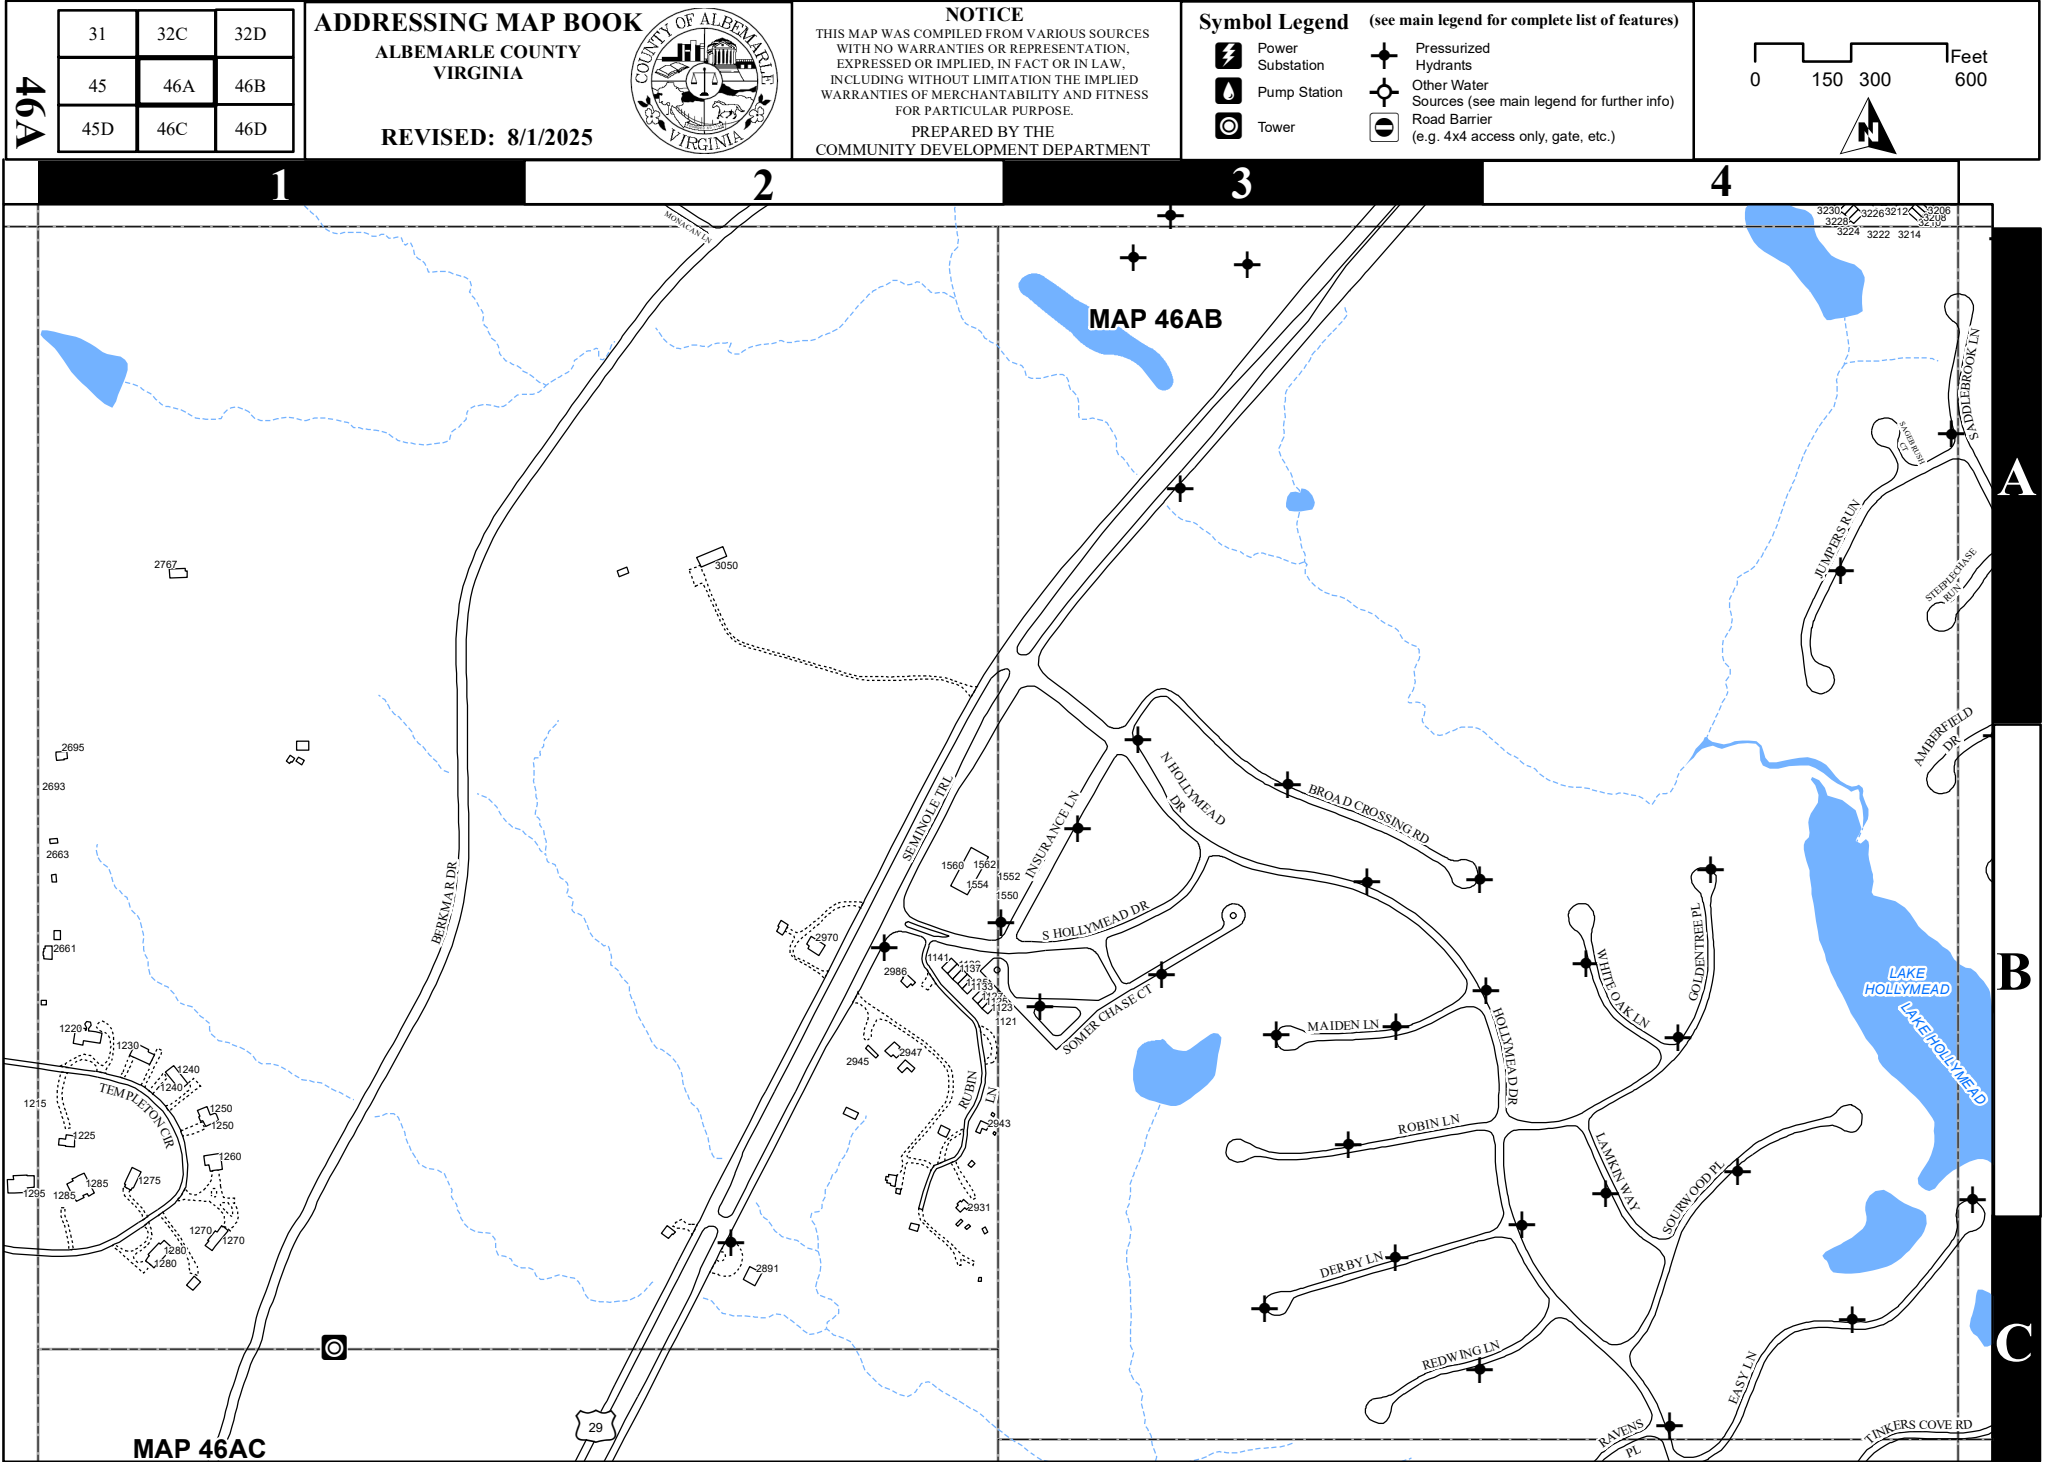 46A
31 32C 32D
45 46A 46B
45D 46C 46D
ADDRESSING MAP BOOK
ALBEMARLE COUNTY
VIRGINIA
REVISED: 8/1/2025
COUNTY OF ALBEMARLE
VIRGINIA
NOTICE
THIS MAP WAS COMPILED FROM VARIOUS SOURCES
WITH NO WARRANTIES OR REPRESENTATION,
EXPRESSED OR IMPLIED, IN FACT OR IN LAW,
INCLUDING WITHOUT LIMITATION THE IMPLIED
WARRANTIES OF MERCHANTABILITY AND FITNESS
FOR PARTICULAR PURPOSE.
PREPARED BY THE
COMMUNITY DEVELOPMENT DEPARTMENT
Symbol Legend (see main legend for complete list of features)
Power
Substation
Pump Station
Tower
Pressurized
Hydrants
Other Water
Sources (see main legend for further info)
Road Barrier
(e.g. 4x4 access only, gate, etc.)
Feet
0 150 300 600
N
1 2 3 4
MONACAN LN
3230 3226 3212 3206
3228 3208
3224 3222 3214
MAP 46AB
SADDLEBROOK LN
SAGEBRUSH
CT
A
JUMPERS RUN
STEEPLECHASE
RUN
2767
3050
AMBERFIELD
DR
2695
2693
2663
2661
N HOLLYMEAD
DR
BROAD CROSSING RD
SEMINOLE TRL
INSURANCE LN
1560 1562
1554
1552
1550
BERKMAR DR
S HOLLYMEAD DR
2970
2986
1141
1137
1133
1123
1121
SOMER CHASE CT
MAIDEN LN
HOLLYMEAD DR
WHITE OAK LN
GOLDENTREE PL
LAKE
HOLLYMEAD
LAKE HOLLYMEAD
B
1220
1230
1240
1240
1215
TEMPLETON CIR
1250
1250
1225
1260
1295
1285
1285
1275
1270
1270
1280
1280
2945
2947
RUBIN
LN
2943
2931
2891
ROBIN LN
LAMKIN WAY
SOURWOOD PL
DERBY LN
REDWING LN
EASY LN
C
RAVENS
PL
TINKERS COVE RD
29
MAP 46AC